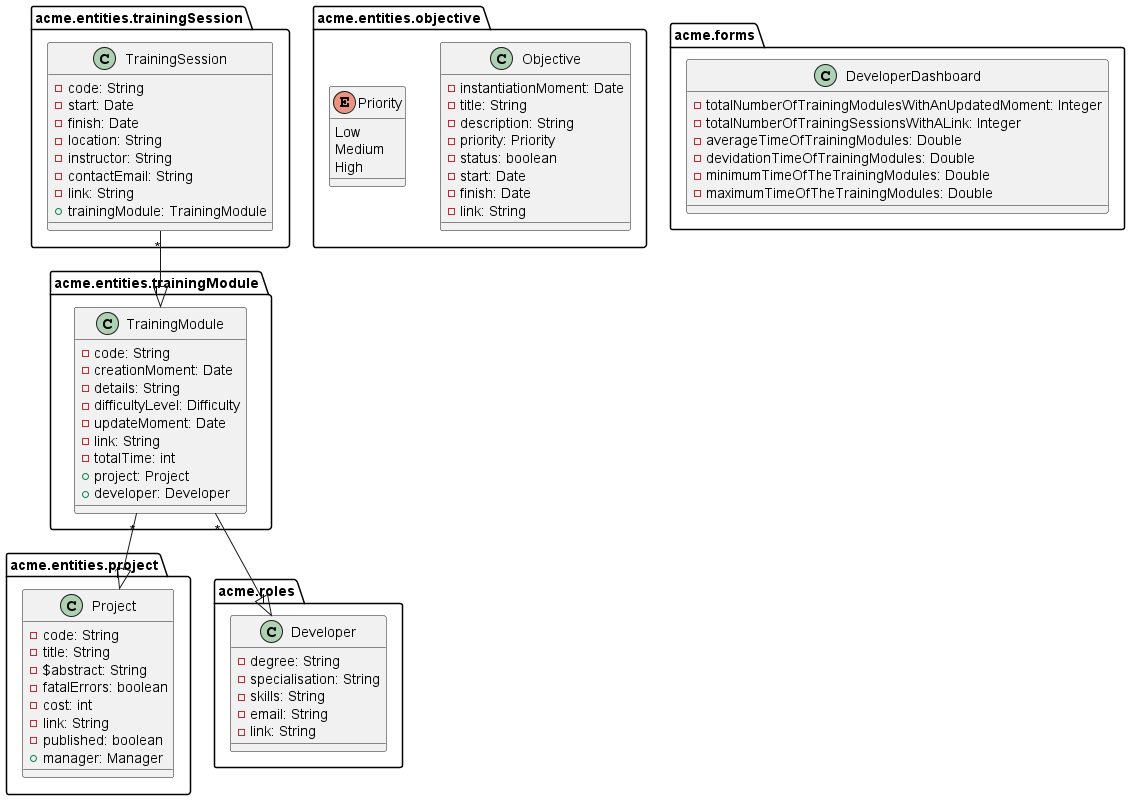 acme.entities.trainingSession
C TrainingSession
code: String
start: Date
finish: Date
location: String
instructor: String
contactEmail: String
link: String
trainingModule: TrainingModule
*
acme.entities.objective
E Priority
Low
Medium
High
C Objective
instantiationMoment: Date
title: String
description: String
priority: Priority
status: boolean
start: Date
finish: Date
link: String
acme.forms
C DeveloperDashboard
totalNumberOfTrainingModulesWithAnUpdatedMoment: Integer
totalNumberOfTrainingSessionsWithALink: Integer
averageTimeOfTrainingModules: Double
devidationTimeOfTrainingModules: Double
minimumTimeOfTheTrainingModules: Double
maximumTimeOfTheTrainingModules: Double
acme.entities.trainingModule
1
C TrainingModule
code: String
creationMoment: Date
details: String
difficultyLevel: Difficulty
updateMoment: Date
link: String
totalTime: int
project: Project
developer: Developer
*
*
acme.entities.project
1
C Project
code: String
title: String
$abstract: String
fatalErrors: boolean
cost: int
link: String
published: boolean
manager: Manager
acme.roles
1
C Developer
degree: String
specialisation: String
skills: String
email: String
link: String